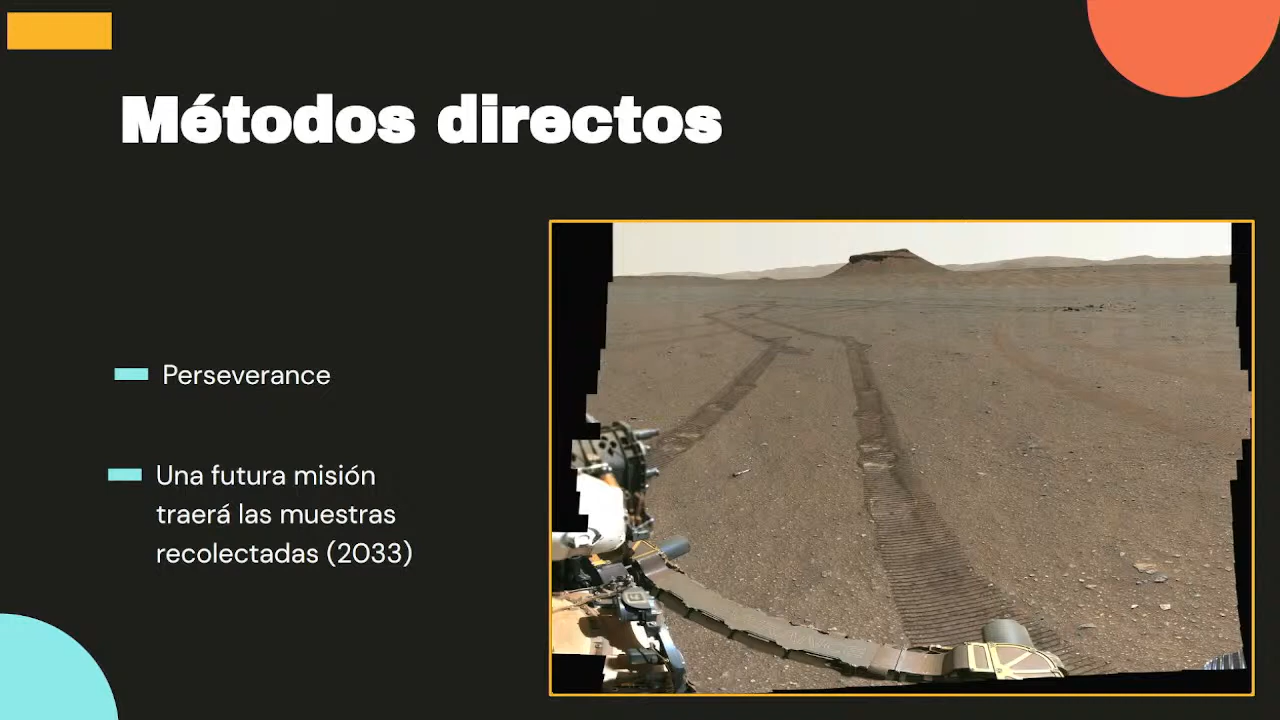 Métodos directos
Perseverance
Una futura misión
traerá las muestras
recolectadas (2033)